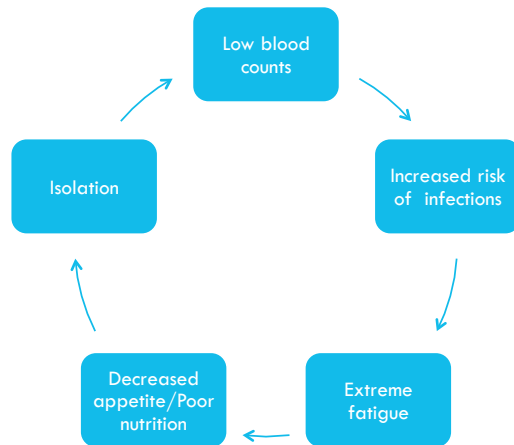 Low blood
counts
Increased risk
of infections
Extreme
fatigue
Decreased
appetite/Poor
nutrition
Isolation